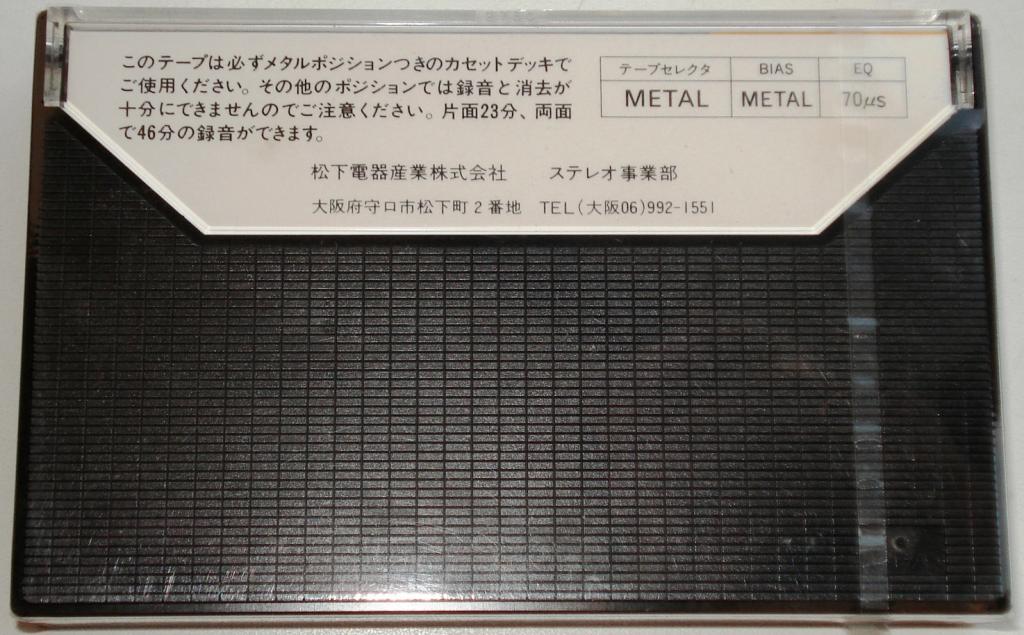 このテープは必ずメタルポジションつきのカセットデッキで
ご使用ください。その他のポジションでは録音と消去が
十分にできませんのでご注意ください。片面23分、両面
で46分の録音ができます。
テープセレクタ BIAS EQ
METAL METAL 70μs
松下電器産業株式会社 ステレオ事業部
大阪府守口市松下町2番地 TEL(大阪06)992-1551